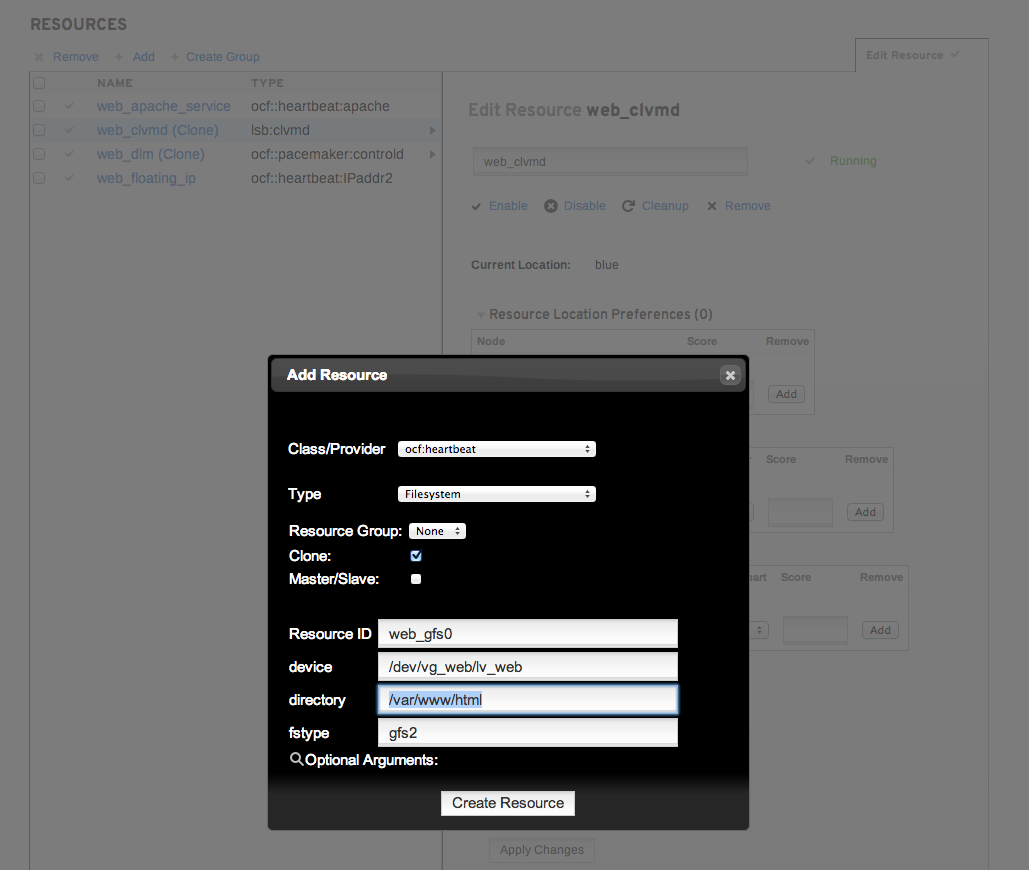 RESOURCES
Remove Add Create Group
Edit Resource
NAME TYPE
web_apache_service ocf::heartbeat:apache
web_clvmd (Clone) lsb:clvmd
web_dlm (Clone) ocf::pacemaker:controld
web_floating_ip ocf::heartbeat:IPaddr2
Edit Resource web_clvmd
web_clvmd Running
Enable Disable Cleanup Remove
Current Location: blue
Resource Location Preferences (0)
Node Score Remove
Add
Score Remove
Add
Score Remove
Add
Add Resource
Class/Provider ocf:heartbeat
Type Filesystem
Resource Group: None
Clone:
Master/Slave:
Resource ID web_gfs0
device /dev/vg_web/lv_web
directory /var/www/html
fstype gfs2
Optional Arguments:
Create Resource
Apply Changes